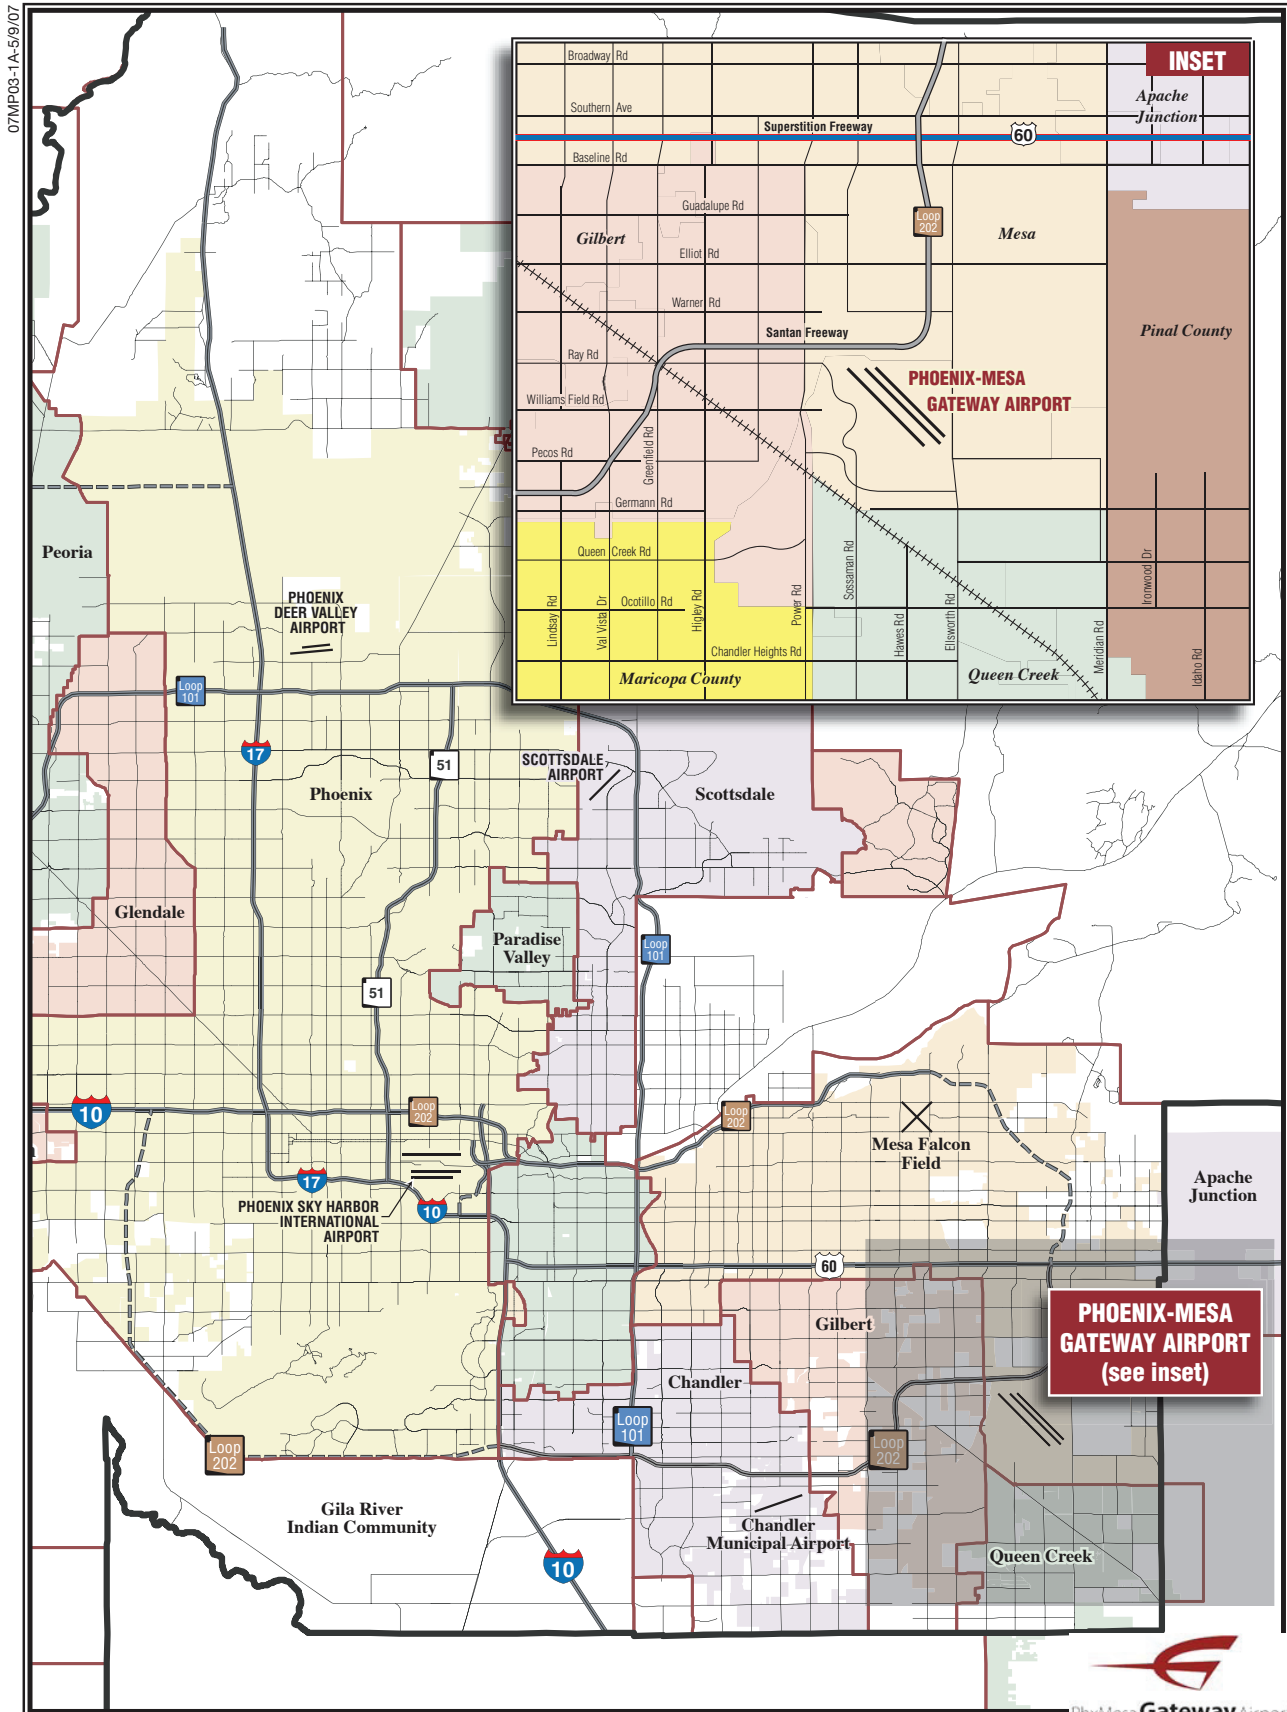 07MP03-1A-5/9/07
INSET
Broadway Rd
Southern Ave
Superstition Freeway
60
Apache
Junction
Baseline Rd
Guadalupe Rd
Loop
202
Gilbert
Mesa
Elliot Rd
Warner Rd
Santan Freeway
Pinal County
Ray Rd
PHOENIX-MESA
GATEWAY AIRPORT
Williams Field Rd
Greenfield Rd
Pecos Rd
Germann Rd
Queen Creek Rd
Sossaman Rd
Ironwood Dr
Lindsay Rd
Val Vista Dr
Ocotillo Rd
Higley Rd
Power Rd
Hawes Rd
Ellsworth Rd
Meridian Rd
Idaho Rd
Chandler Heights Rd
Maricopa County
Queen Creek
Peoria
PHOENIX
DEER VALLEY
AIRPORT
Loop
101
17
51
SCOTTSDALE
AIRPORT
Phoenix
Scottsdale
Glendale
Paradise
Valley
Loop
101
51
10
Loop
202
Loop
202
Mesa Falcon
Field
Apache
Junction
17
10
PHOENIX SKY HARBOR
INTERNATIONAL
AIRPORT
60
PHOENIX-MESA
GATEWAY AIRPORT
(see inset)
Gilbert
Chandler
Loop
101
Loop
202
Loop
202
Gila River
Indian Community
Chandler
Municipal Airport
10
Queen Creek
PhxMesa Gateway Airport